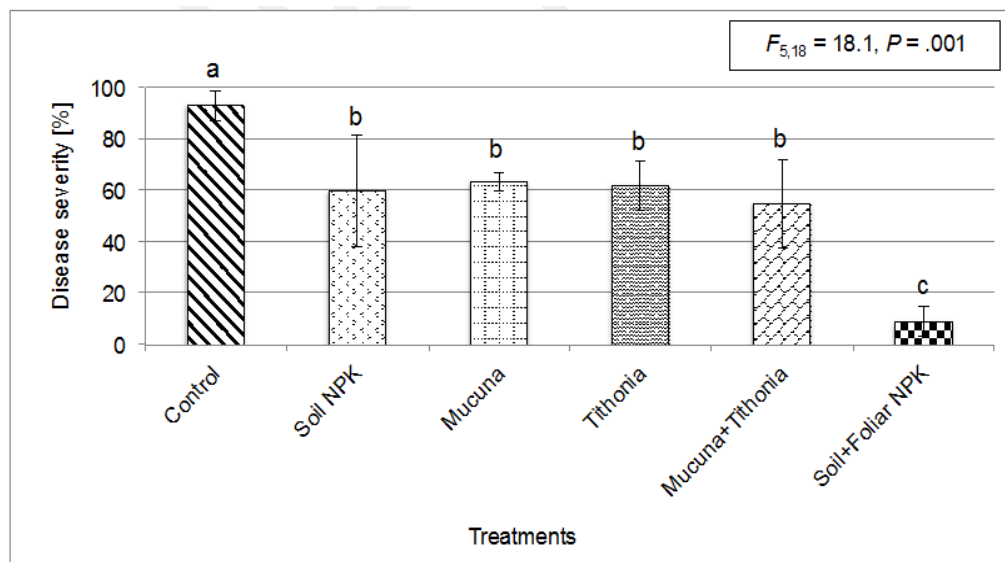 F5,18 = 18.1, P = .001
Disease severity [%]
100
80
60
40
20
0
a
b
b
b
b
c
Control
Soil NPK
Mucuna
Tithonia
Mucuna+Tithonia
Soil+Foliar NPK
Treatments